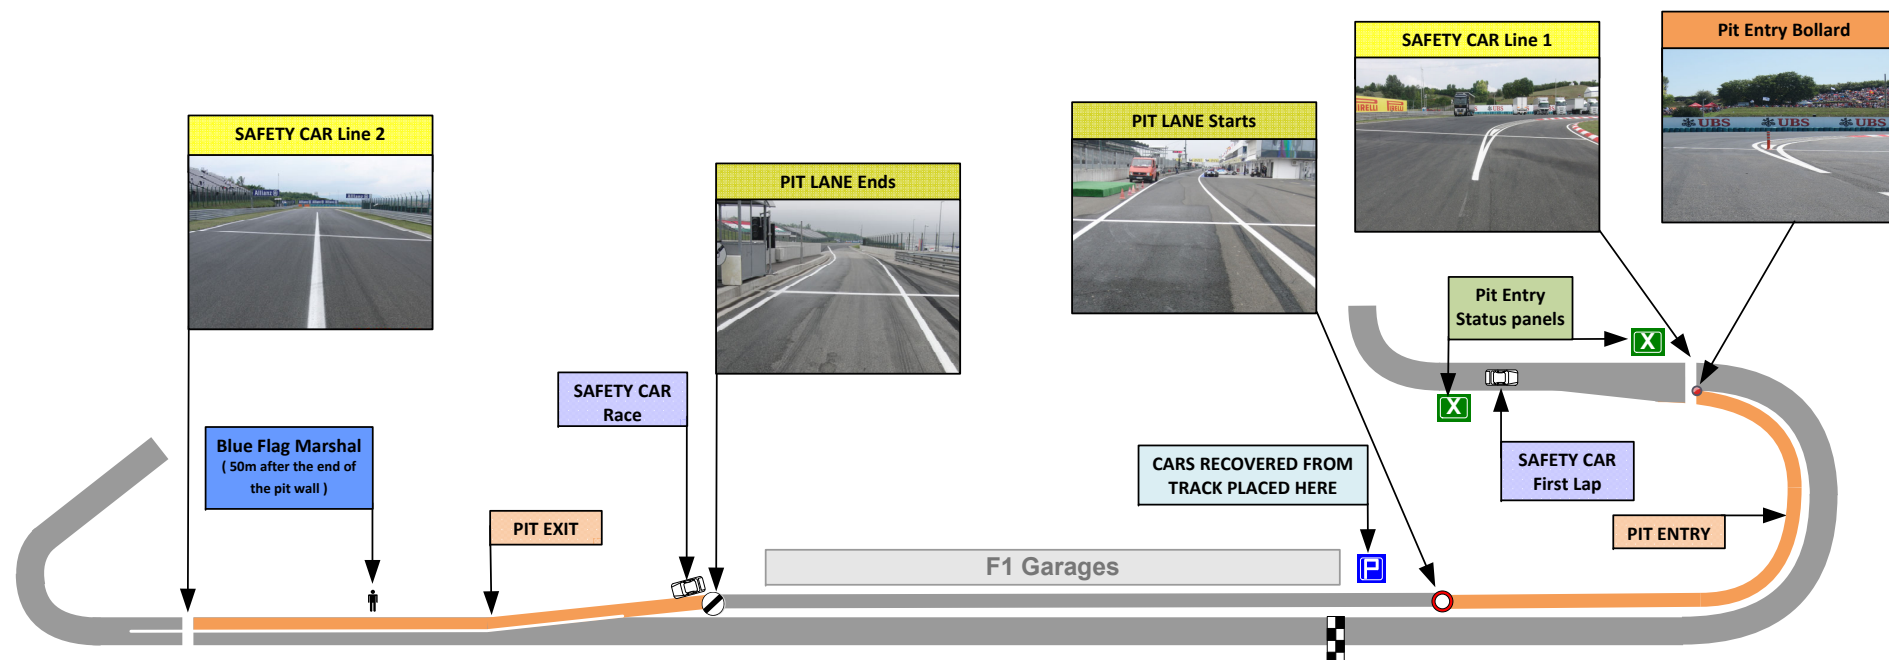 SAFETY CAR Line 1
Pit Entry Bollard
SAFETY CAR Line 2
PIT LANE Starts
PIT LANE Ends
UBS
UBS
UBS
UBS
Allianz
Pit Entry
Status panels
X
X
SAFETY CAR
Race
Blue Flag Marshal
( 50m after the end of
the pit wall )
CARS RECOVERED FROM
TRACK PLACED HERE
SAFETY CAR
First Lap
PIT EXIT
PIT ENTRY
F1 Garages
P